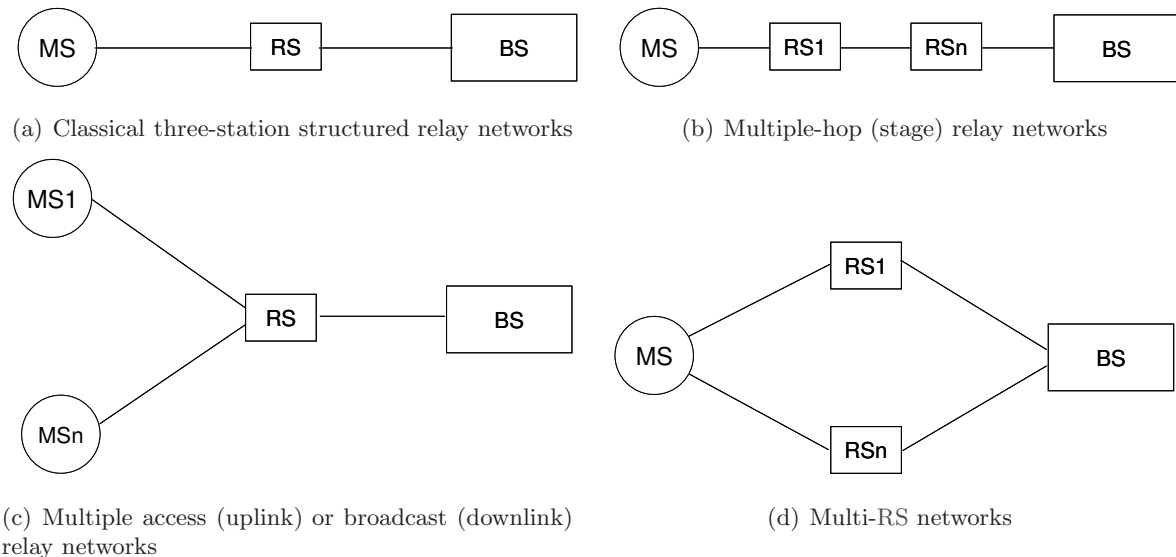 MS RS BS
(a) Classical three-station structured relay networks
MS RS1 RSn BS
(b) Multiple-hop (stage) relay networks
MS1
RS BS
MSn
(c) Multiple access (uplink) or broadcast (downlink)
relay networks
RS1
MS BS
RSn
(d) Multi-RS networks